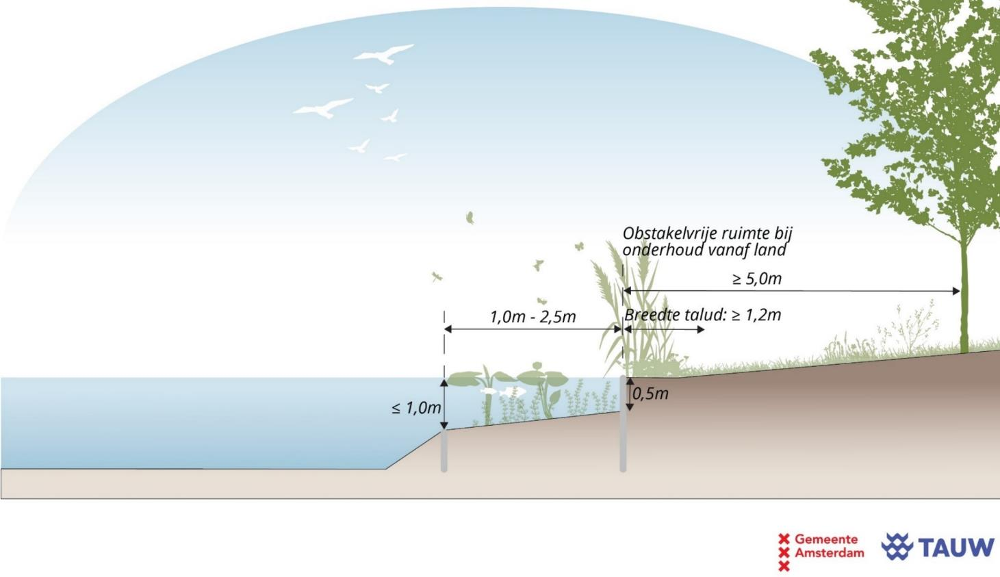 Obstakelvrije ruimte bij
onderhoud vanaf land
≥ 5,0m
1,0m - 2,5m
Breedte talud: ≥ 1,2m
≤ 1,0m
0,5m
Gemeente
Amsterdam
TAUW